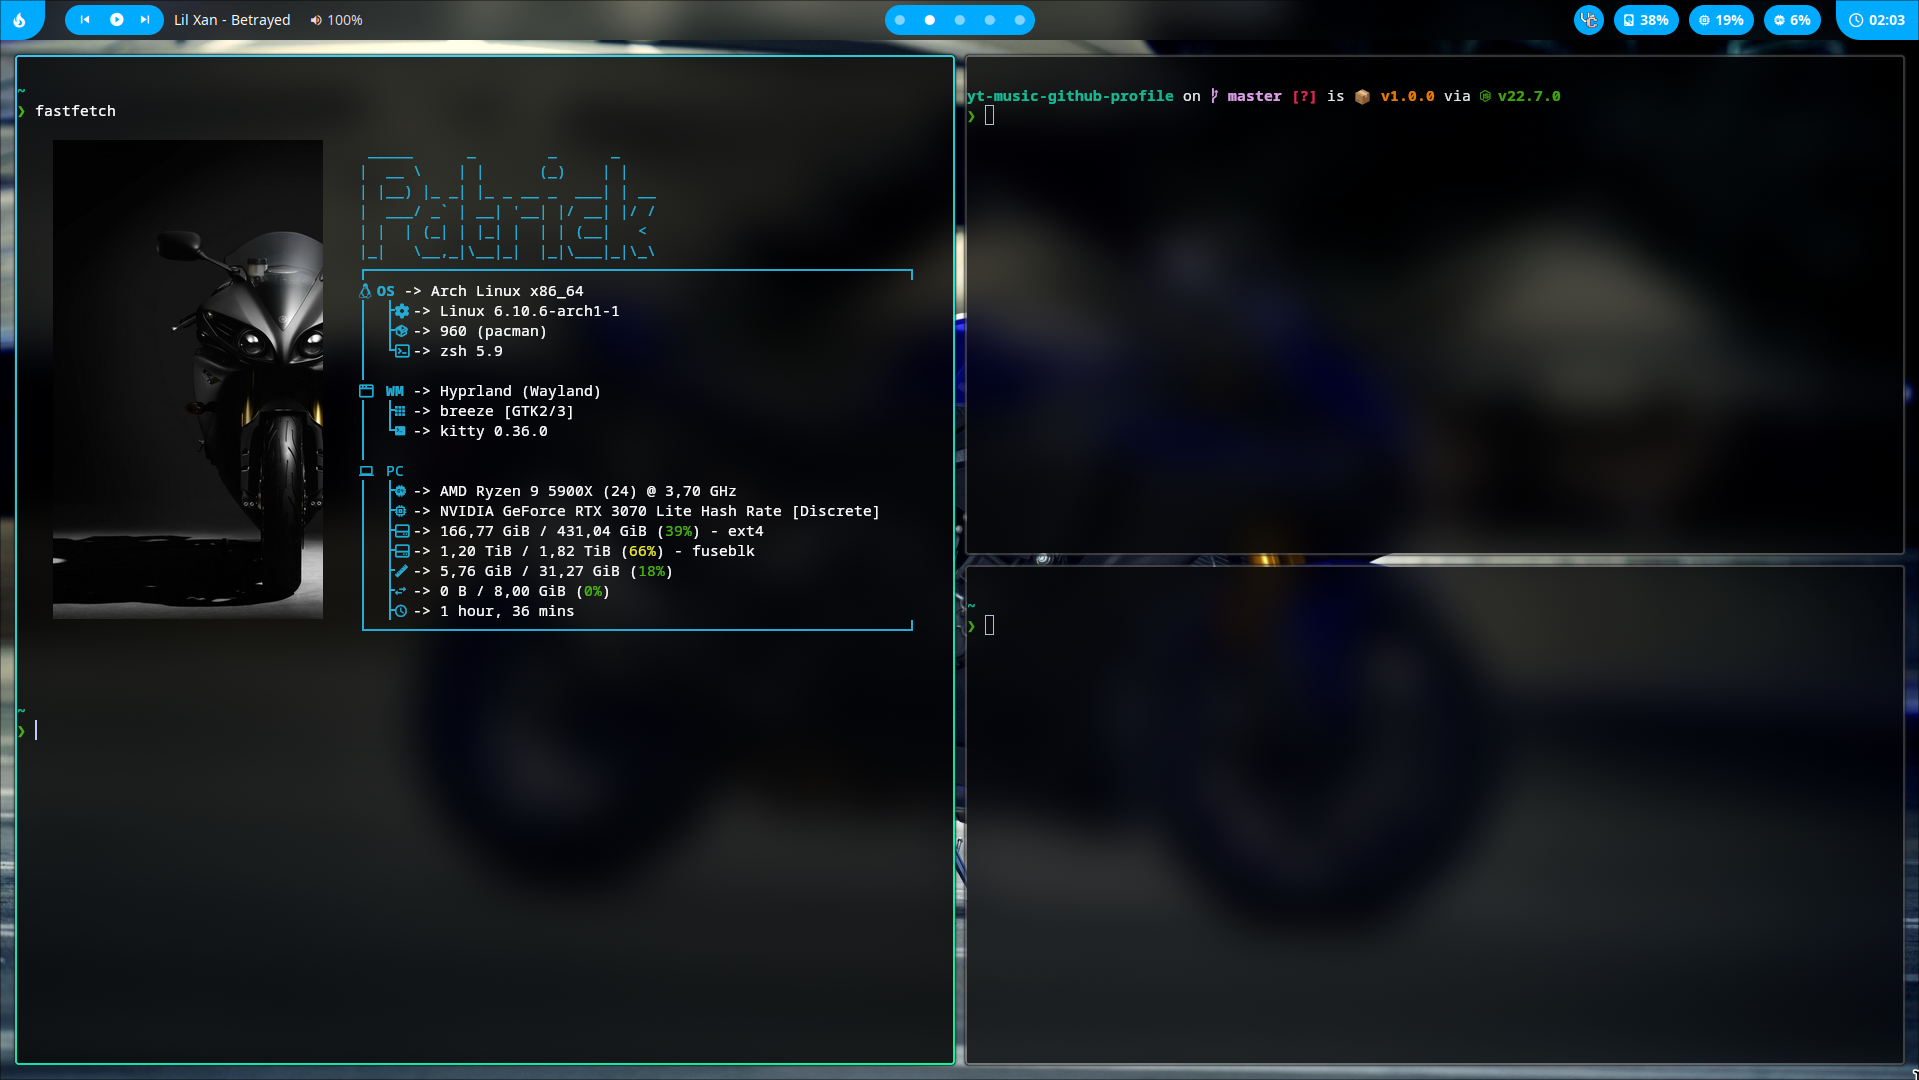 Lil Xan - Betrayed
100%
38%
19%
6%
02:03
~
❯ fastfetch
Patrick
OS -> Arch Linux x86_64
-> Linux 6.10.6-arch1-1
-> 960 (pacman)
-> zsh 5.9
WM -> Hyprland (Wayland)
-> breeze [GTK2/3]
-> kitty 0.36.0
PC
-> AMD Ryzen 9 5900X (24) @ 3,70 GHz
-> NVIDIA GeForce RTX 3070 Lite Hash Rate [Discrete]
-> 166,77 GiB / 431,04 GiB (39%) - ext4
-> 1,20 TiB / 1,82 TiB (66%) - fuseblk
-> 5,76 GiB / 31,27 GiB (18%)
-> 0 B / 8,00 GiB (0%)
-> 1 hour, 36 mins
~
❯
yt-music-github-profile on master [?] is 📦 v1.0.0 via v22.7.0
❯
~
❯